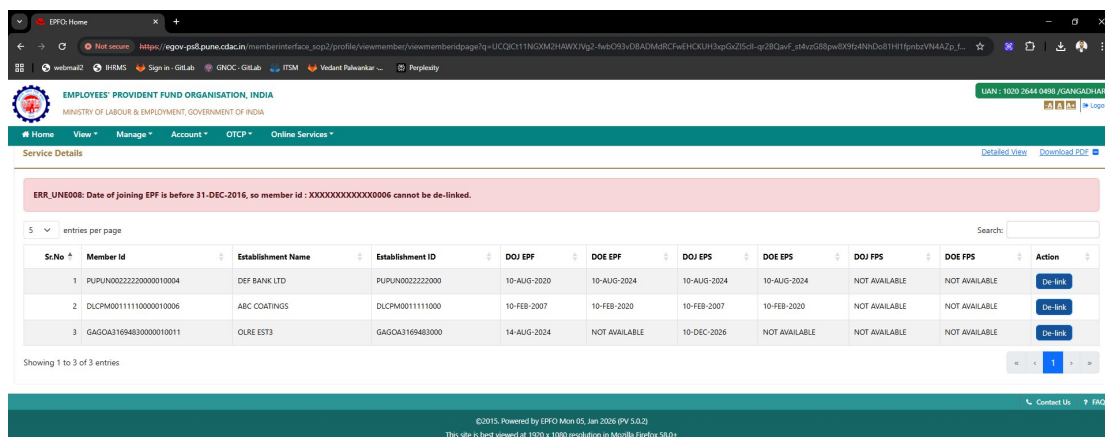 EPFO: Home
Not secure https://egov-ps8.pune.cdac.in/memberinterface_sop2/profile/viewmember/viewmemberidpage?
webmail2 IHRMS Sign in · GitLab GNOC · GitLab ITSM Vedant Palwankar -... Perplexity
EMPLOYEES' PROVIDENT FUND ORGANISATION, INDIA
MINISTRY OF LABOUR & EMPLOYMENT, GOVERNMENT OF INDIA
UAN : 1020 2644 0498 /GANGADHAR
-A A A+ Logo
Home View Manage Account OTCP Online Services
Service Details Detailed View Download PDF
ERR_UNE008: Date of joining EPF is before 31-DEC-2016, so member id : XXXXXXXXXXXX0006 cannot be de-linked.
5 entries per page Search:
Sr.No Member Id Establishment Name Establishment ID DOJ EPF DOE EPF DOJ EPS DOE EPS DOJ FPS DOE FPS Action
1 PUPUN00222220000010004 DEF BANK LTD PUPUN0022222000 10-AUG-2020 10-AUG-2024 10-AUG-2024 10-AUG-2024 NOT AVAILABLE NOT AVAILABLE De-link
2 DLCPM00111110000010006 ABC COATINGS DLCPM0011111000 10-FEB-2007 10-FEB-2020 10-FEB-2007 10-FEB-2020 NOT AVAILABLE NOT AVAILABLE De-link
3 GAGOA31694830000010011 OLRE EST3 GAGOA3169483000 14-AUG-2024 NOT AVAILABLE 10-DEC-2026 NOT AVAILABLE NOT AVAILABLE NOT AVAILABLE De-link
Showing 1 to 3 of 3 entries « ‹ 1 › »
Contact Us ? FAQ
©2015. Powered by EPFO Mon 05, Jan 2026 (PV 5.0.2)
This site is best viewed at 1920 x 1080 resolution in Mozilla Firefox 58.0+